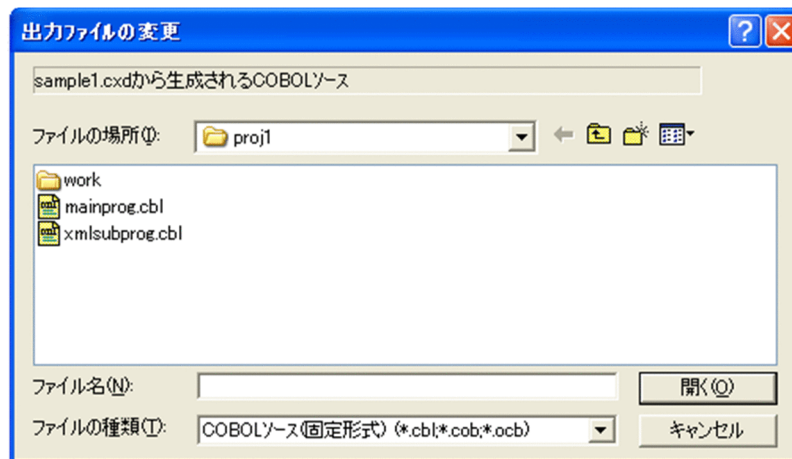 出力ファイルの変更
sample1.cxdから生成されるCOBOLソース
ファイルの場所(I): proj1
work
mainprog.cbl
xmlsubprog.cbl
ファイル名(N): 開く(O)
ファイルの種類(T): COBOLソース(固定形式) (*.cbl;*.cob;*.ocb) キャンセル